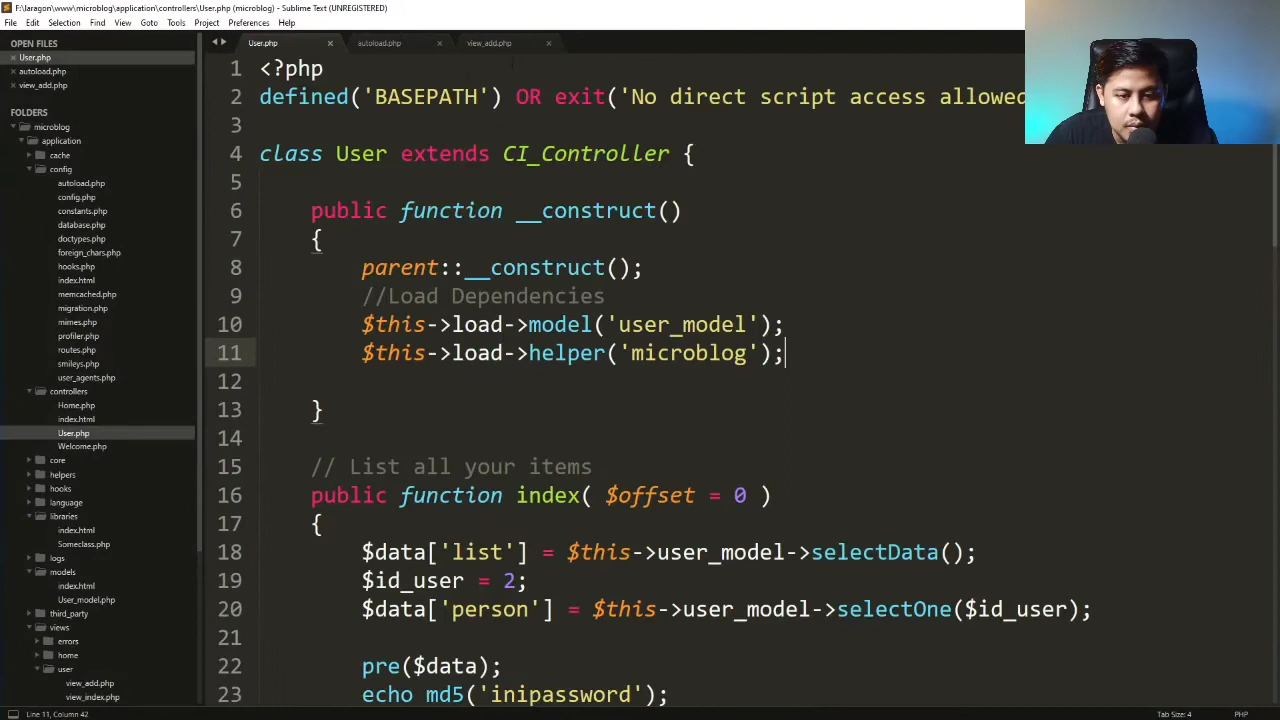 F:\laragon\www\microblog\application\controllers\User.php (microblog) - Sublime Text (UNREGISTERED)
File Edit Selection Find View Goto Tools Project Preferences Help
OPEN FILES
User.php
autoload.php
view_add.php
FOLDERS
microblog
application
cache
config
autoload.php
config.php
constants.php
database.php
doctypes.php
foreign_chars.php
hooks.php
index.html
memcached.php
migration.php
mimes.php
profiler.php
routes.php
smileys.php
user_agents.php
controllers
Home.php
index.html
User.php
Welcome.php
core
helpers
hooks
language
libraries
index.html
Someclass.php
logs
models
index.html
User_model.php
third_party
views
errors
home
user
view_add.php
view_index.php
User.php autoload.php view_add.php
1 <?php
2 defined('BASEPATH') OR exit('No direct script access allowed
3
4 class User extends CI_Controller {
5
6 public function __construct()
7 {
8 parent::__construct();
9 //Load Dependencies
10 $this->load->model('user_model');
11 $this->load->helper('microblog');
12
13 }
14
15 // List all your items
16 public function index( $offset = 0 )
17 {
18 $data['list'] = $this->user_model->selectData();
19 $id_user = 2;
20 $data['person'] = $this->user_model->selectOne($id_user);
21
22 pre($data);
23 echo md5('inipassword');
Line 11, Column 42 Tab Size: 4 PHP